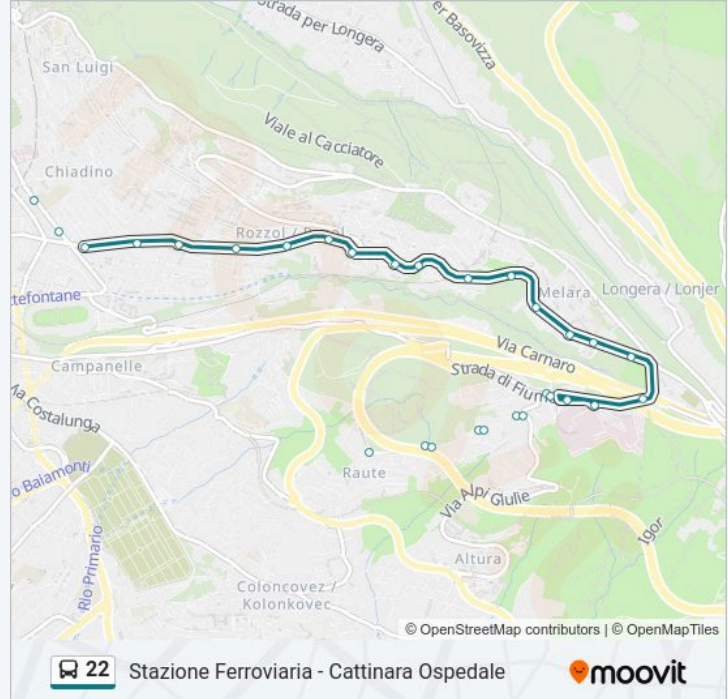 Strada per Longera
er Basovizza
San Luigi
Viale al Cacciatore
Chiadino
Rozzol /
Melara
Longera / Lonjer
tefontane
Via Carnaro
Campanelle
Strada di Fiume
Via Costalunga
Raute
o Baiamonti
Via Alpi Giulie
Igor
Rio Primario
Altura
Coloncovez /
Kolonkovec
© OpenStreetMap contributors | © OpenMapTiles
22 Stazione Ferroviaria - Cattinara Ospedale moovit